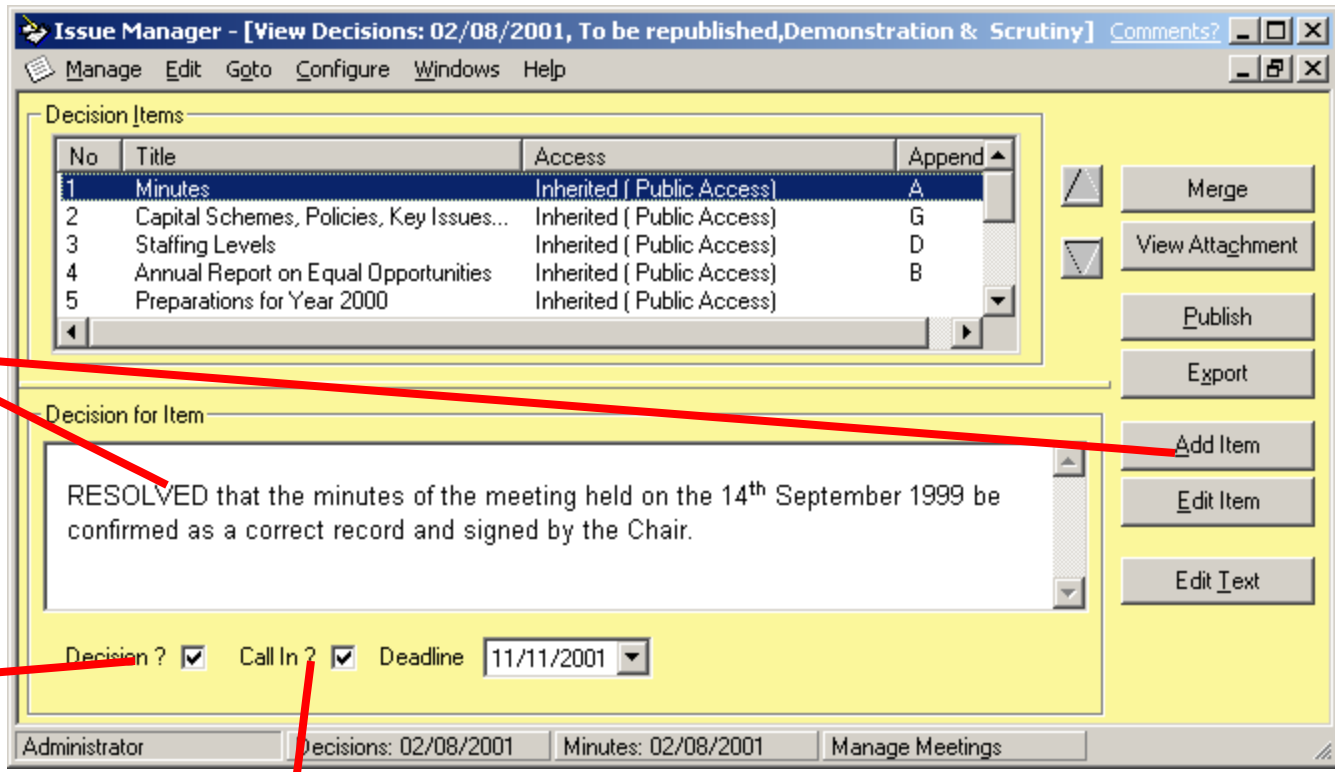 Issue Manager - [View Decisions: 02/08/2001, To be republished,Demonstration & Scrutiny] Comments?
Manage Edit Goto Configure Windows Help
Decision Items
No Title Access Append
1 Minutes Inherited ( Public Access) A
2 Capital Schemes, Policies, Key Issues... Inherited ( Public Access) G
3 Staffing Levels Inherited ( Public Access) D
4 Annual Report on Equal Opportunities Inherited ( Public Access) B
5 Preparations for Year 2000 Inherited ( Public Access)
Merge
View Attachment
Publish
Export
Add Item
Edit Item
Edit Text
Decision for Item
RESOLVED that the minutes of the meeting held on the 14th September 1999 be
confirmed as a correct record and signed by the Chair.
Decision ? Call In ? Deadline 11/11/2001
Administrator Decisions: 02/08/2001 Minutes: 02/08/2001 Manage Meetings